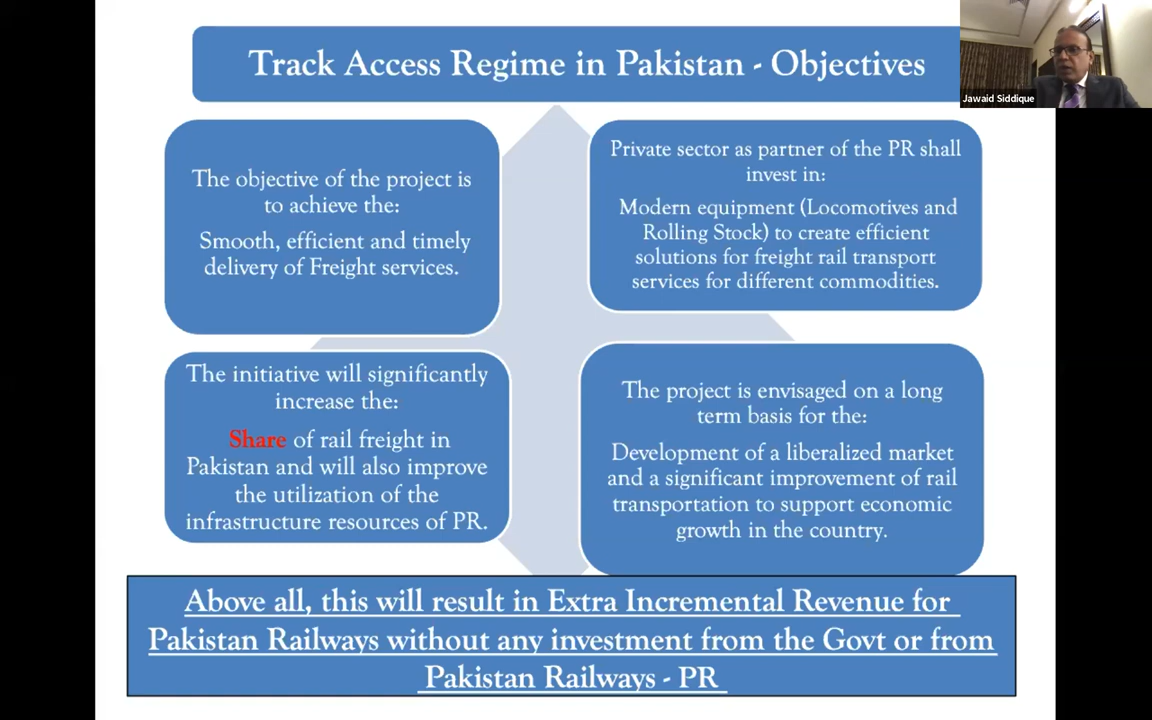 Track Access Regime in Pakistan - Objectives
Jawaid Siddique
The objective of the project is
to achieve the:
Smooth, efficient and timely
delivery of Freight services.
Private sector as partner of the PR shall
invest in:
Modern equipment (Locomotives and
Rolling Stock) to create efficient
solutions for freight rail transport
services for different commodities.
The initiative will significantly
increase the:
Share of rail freight in
Pakistan and will also improve
the utilization of the
infrastructure resources of PR.
The project is envisaged on a long
term basis for the:
Development of a liberalized market
and a significant improvement of rail
transportation to support economic
growth in the country.
Above all, this will result in Extra Incremental Revenue for
Pakistan Railways without any investment from the Govt or from
Pakistan Railways - PR